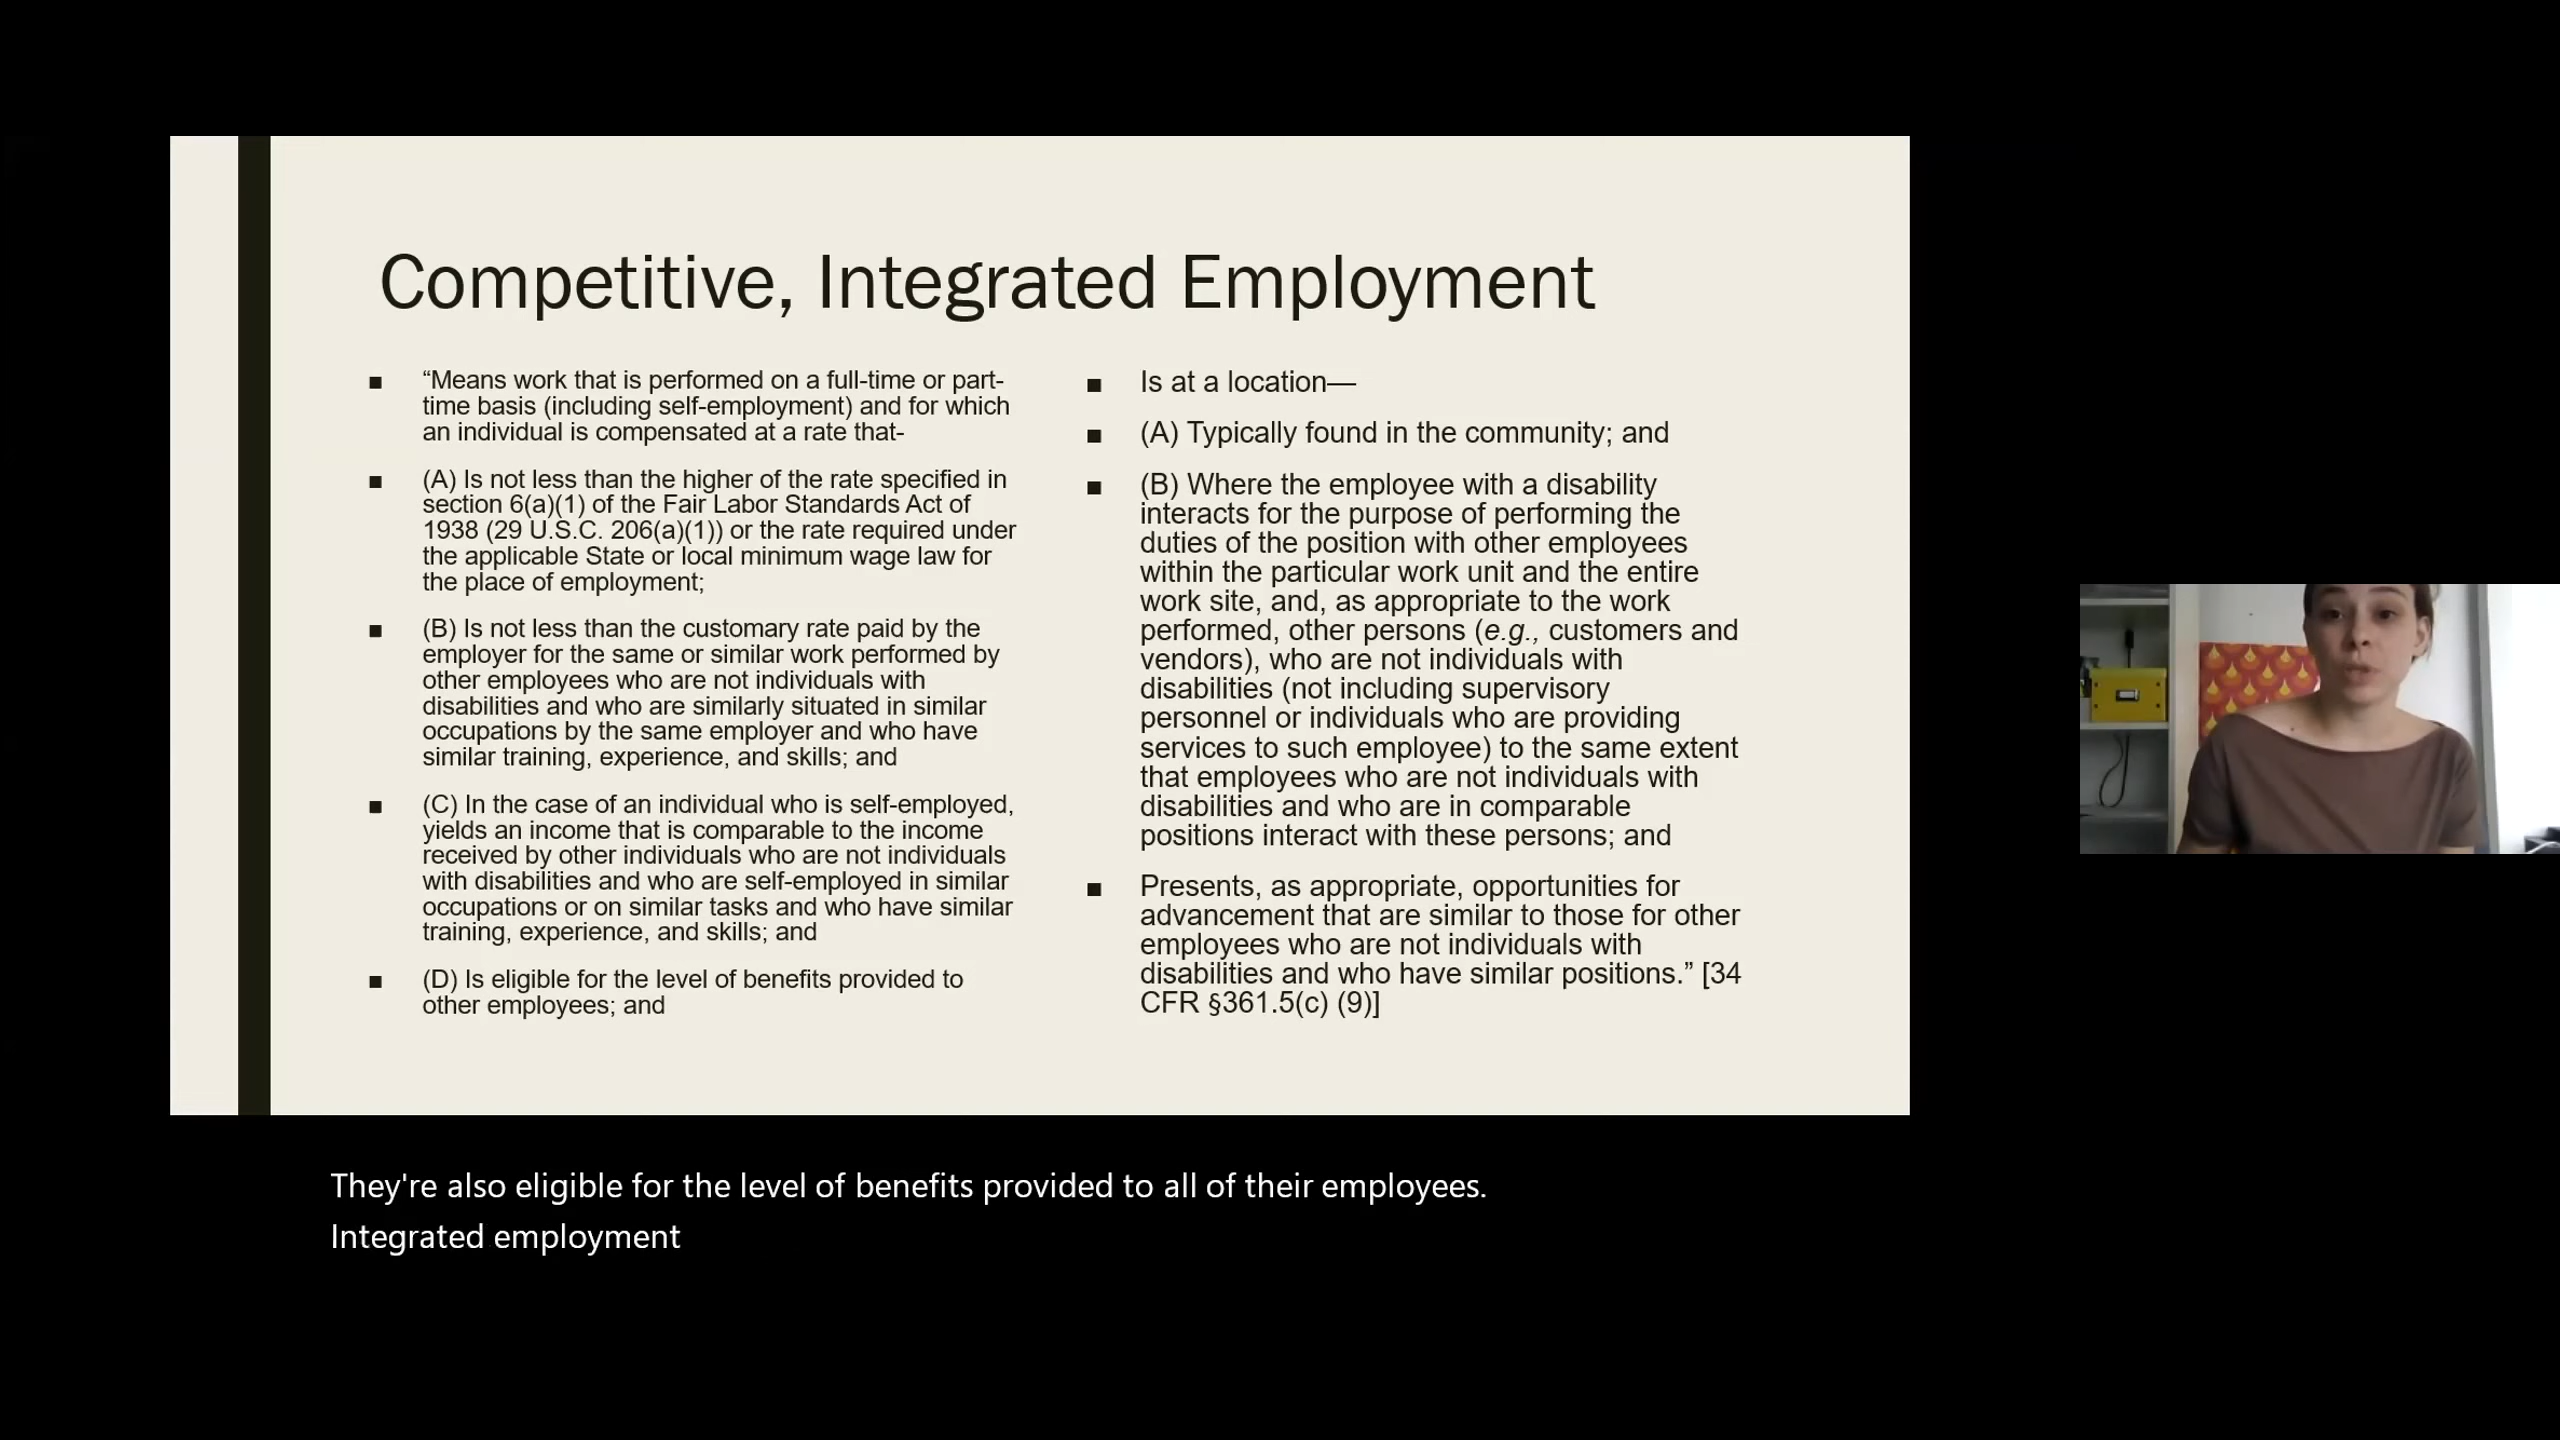 Competitive, Integrated Employment
■ “Means work that is performed on a full-time or part-
time basis (including self-employment) and for which
an individual is compensated at a rate that-
■ (A) Is not less than the higher of the rate specified in
section 6(a)(1) of the Fair Labor Standards Act of
1938 (29 U.S.C. 206(a)(1)) or the rate required under
the applicable State or local minimum wage law for
the place of employment;
■ (B) Is not less than the customary rate paid by the
employer for the same or similar work performed by
other employees who are not individuals with
disabilities and who are similarly situated in similar
occupations by the same employer and who have
similar training, experience, and skills; and
■ (C) In the case of an individual who is self-employed,
yields an income that is comparable to the income
received by other individuals who are not individuals
with disabilities and who are self-employed in similar
occupations or on similar tasks and who have similar
training, experience, and skills; and
■ (D) Is eligible for the level of benefits provided to
other employees; and
■ Is at a location—
■ (A) Typically found in the community; and
■ (B) Where the employee with a disability
interacts for the purpose of performing the
duties of the position with other employees
within the particular work unit and the entire
work site, and, as appropriate to the work
performed, other persons (e.g., customers and
vendors), who are not individuals with
disabilities (not including supervisory
personnel or individuals who are providing
services to such employee) to the same extent
that employees who are not individuals with
disabilities and who are in comparable
positions interact with these persons; and
■ Presents, as appropriate, opportunities for
advancement that are similar to those for other
employees who are not individuals with
disabilities and who have similar positions.” [34
CFR §361.5(c) (9)]
They're also eligible for the level of benefits provided to all of their employees.
Integrated employment